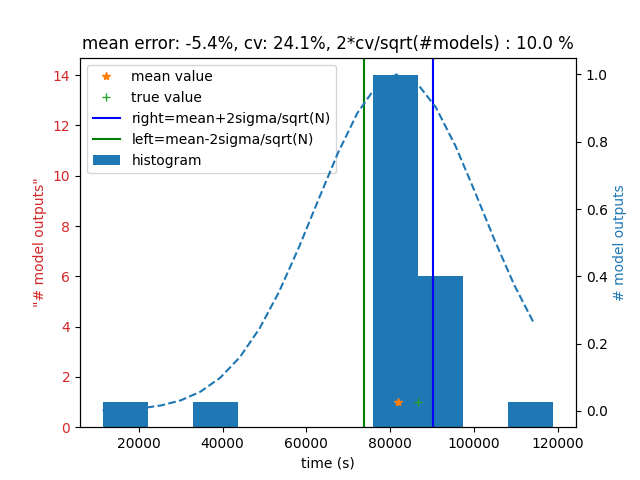 mean error: -5.4%, cv: 24.1%, 2*cv/sqrt(#models) : 10.0 %
mean value
true value
right=mean+2sigma/sqrt(N)
left=mean-2sigma/sqrt(N)
histogram
14
12
10
8
6
4
2
0
"# model outputs"
1.0
0.8
0.6
0.4
0.2
0.0
# model outputs
20000 40000 60000 80000 100000 120000
time (s)